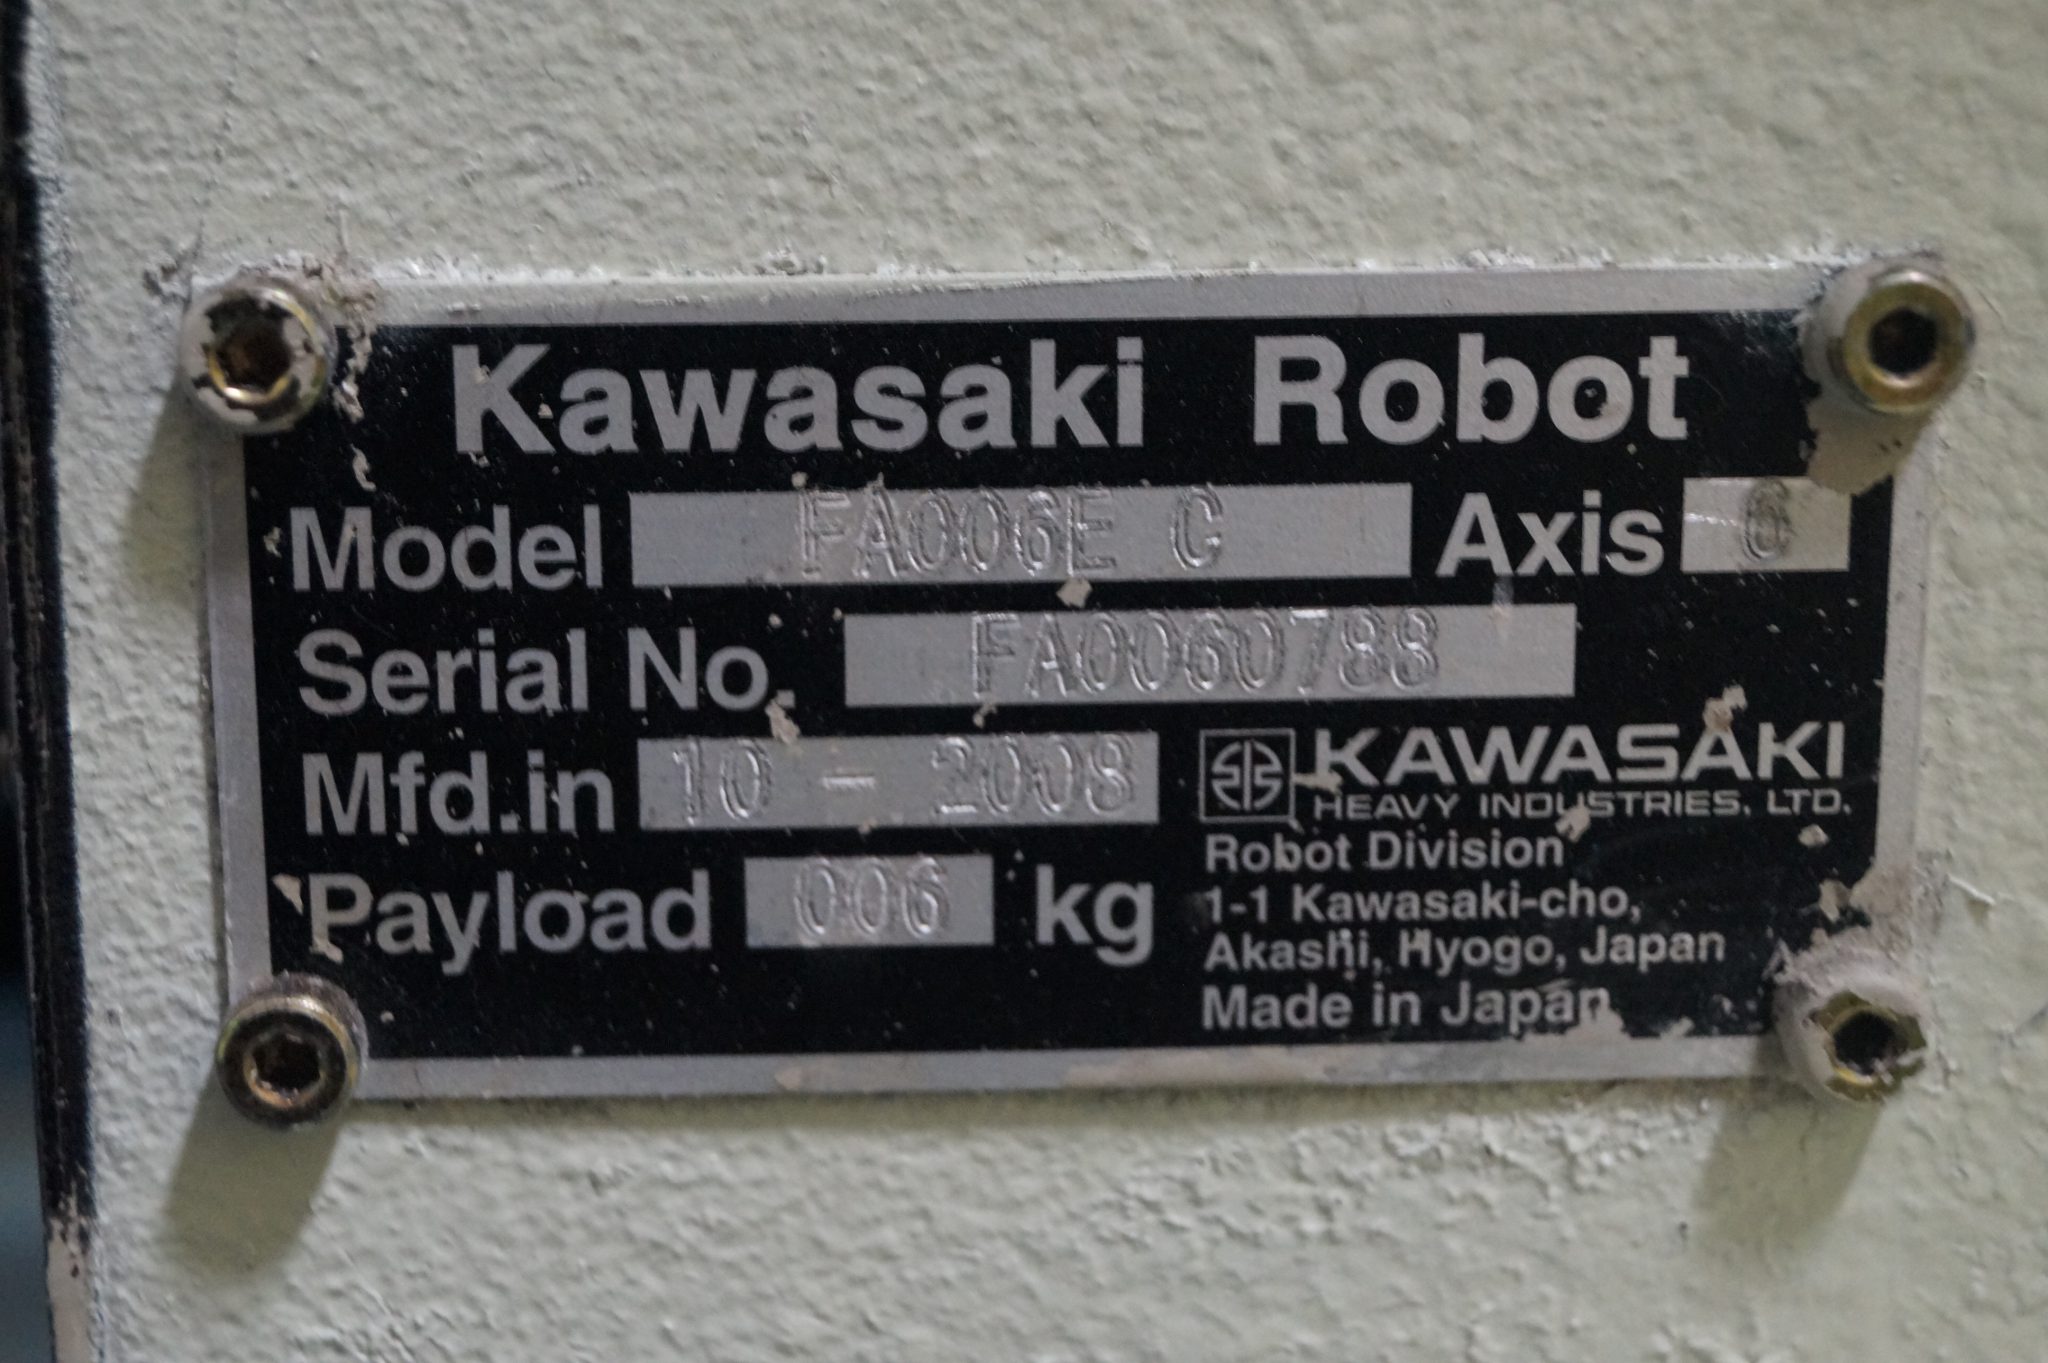 Kawasaki Robot
Model FA006E C Axis 6
Serial No. FA0060788
Mfd.in 10 - 2008
Payload 006 kg
KAWASAKI
HEAVY INDUSTRIES, LTD.
Robot Division
1-1 Kawasaki-cho,
Akashi, Hyogo, Japan
Made in Japan